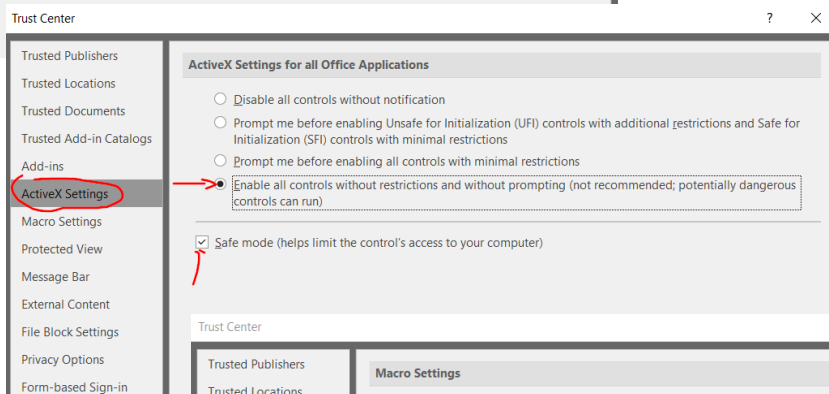 Trust Center
?
Trusted Publishers
Trusted Locations
Trusted Documents
Trusted Add-in Catalogs
Add-ins
ActiveX Settings
Macro Settings
Protected View
Message Bar
External Content
File Block Settings
Privacy Options
Form-based Sign-in
ActiveX Settings for all Office Applications
Disable all controls without notification
Prompt me before enabling Unsafe for Initialization (UFI) controls with additional restrictions and Safe for
Initialization (SFI) controls with minimal restrictions
Prompt me before enabling all controls with minimal restrictions
Enable all controls without restrictions and without prompting (not recommended; potentially dangerous
controls can run)
Safe mode (helps limit the control's access to your computer)
Trust Center
Trusted Publishers
Trusted Locations
Macro Settings